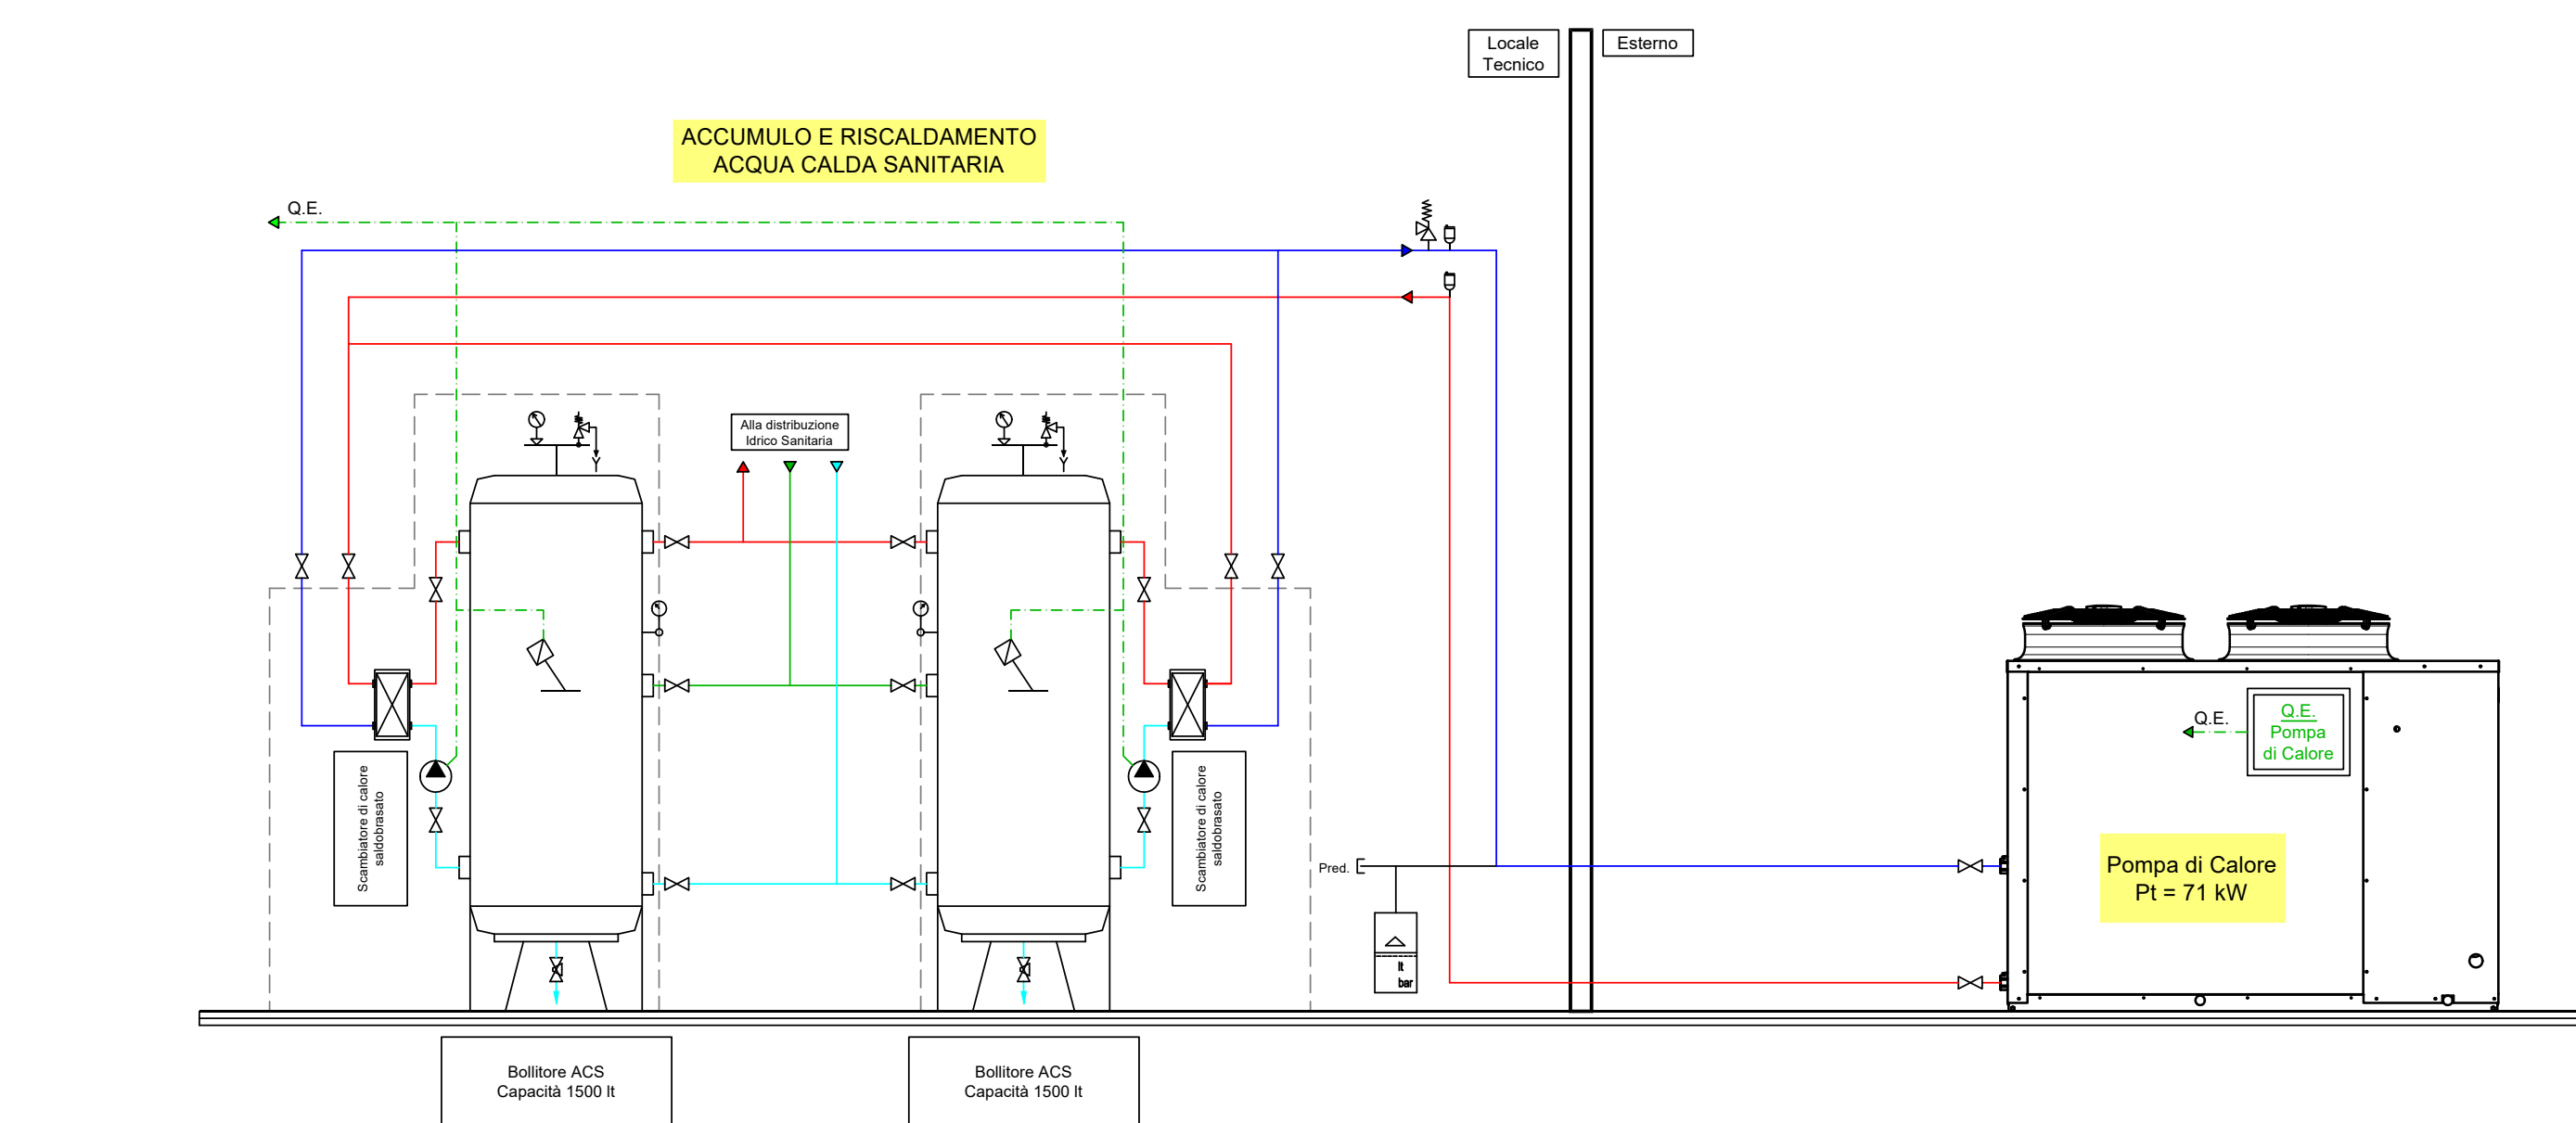 Locale
Tecnico
Esterno
ACCUMULO E RISCALDAMENTO
ACQUA CALDA SANITARIA
Q.E.
Alla distribuzione
Idrico Sanitaria
Q.E.
Q.E.
Pompa
di Calore
Scambiatore di calore
saldobrasato
Scambiatore di calore
saldobrasato
Pred.
Pompa di Calore
Pt = 71 kW
lt
bar
Bollitore ACS
Capacità 1500 lt
Bollitore ACS
Capacità 1500 lt